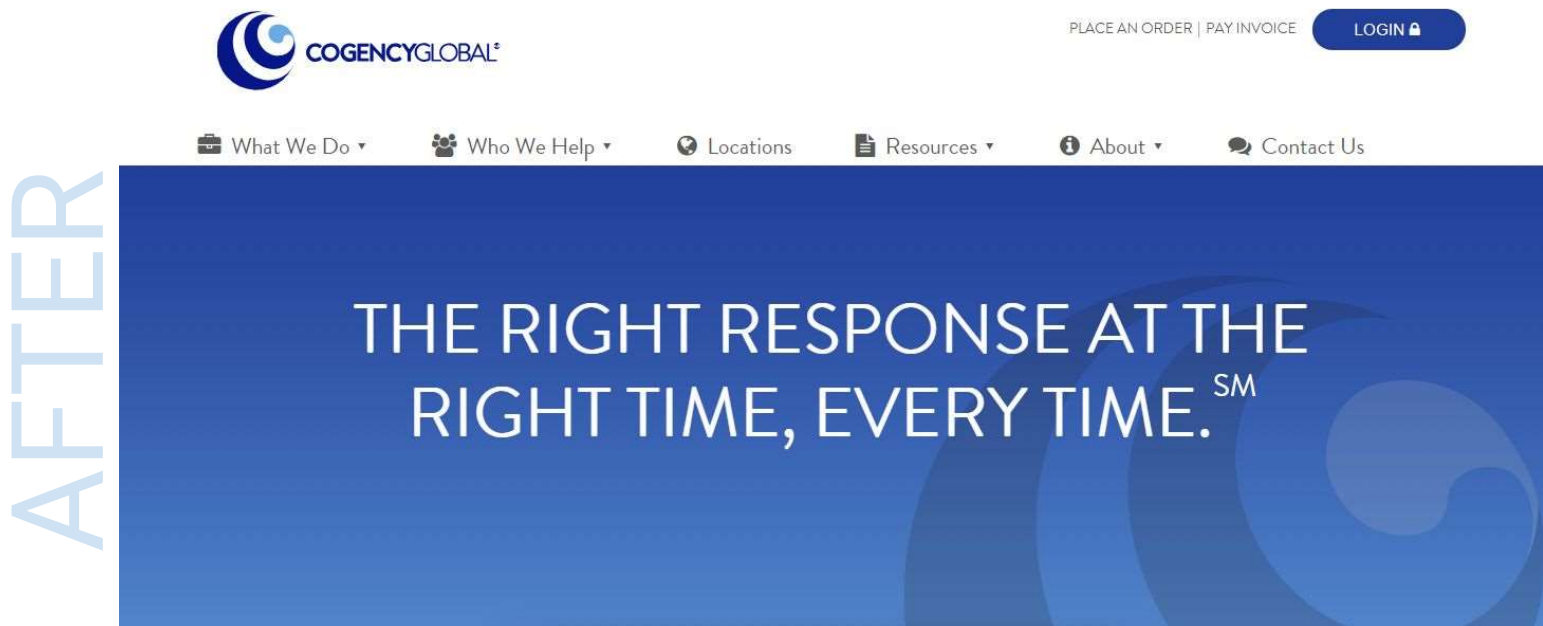 COGENCYGLOBAL®
PLACE AN ORDER | PAY INVOICE
LOGIN
What We Do ▾
Who We Help ▾
Locations
Resources ▾
About ▾
Contact Us
AFTER
THE RIGHT RESPONSE AT THE
RIGHT TIME, EVERY TIME.℠